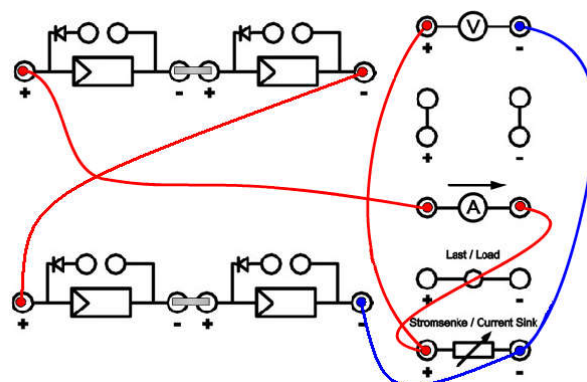 V
+ -
+ - + -
+ -
A
+ -
Last / Load
+ -
+ - + -
Stromsenke / Current Sink
+ -